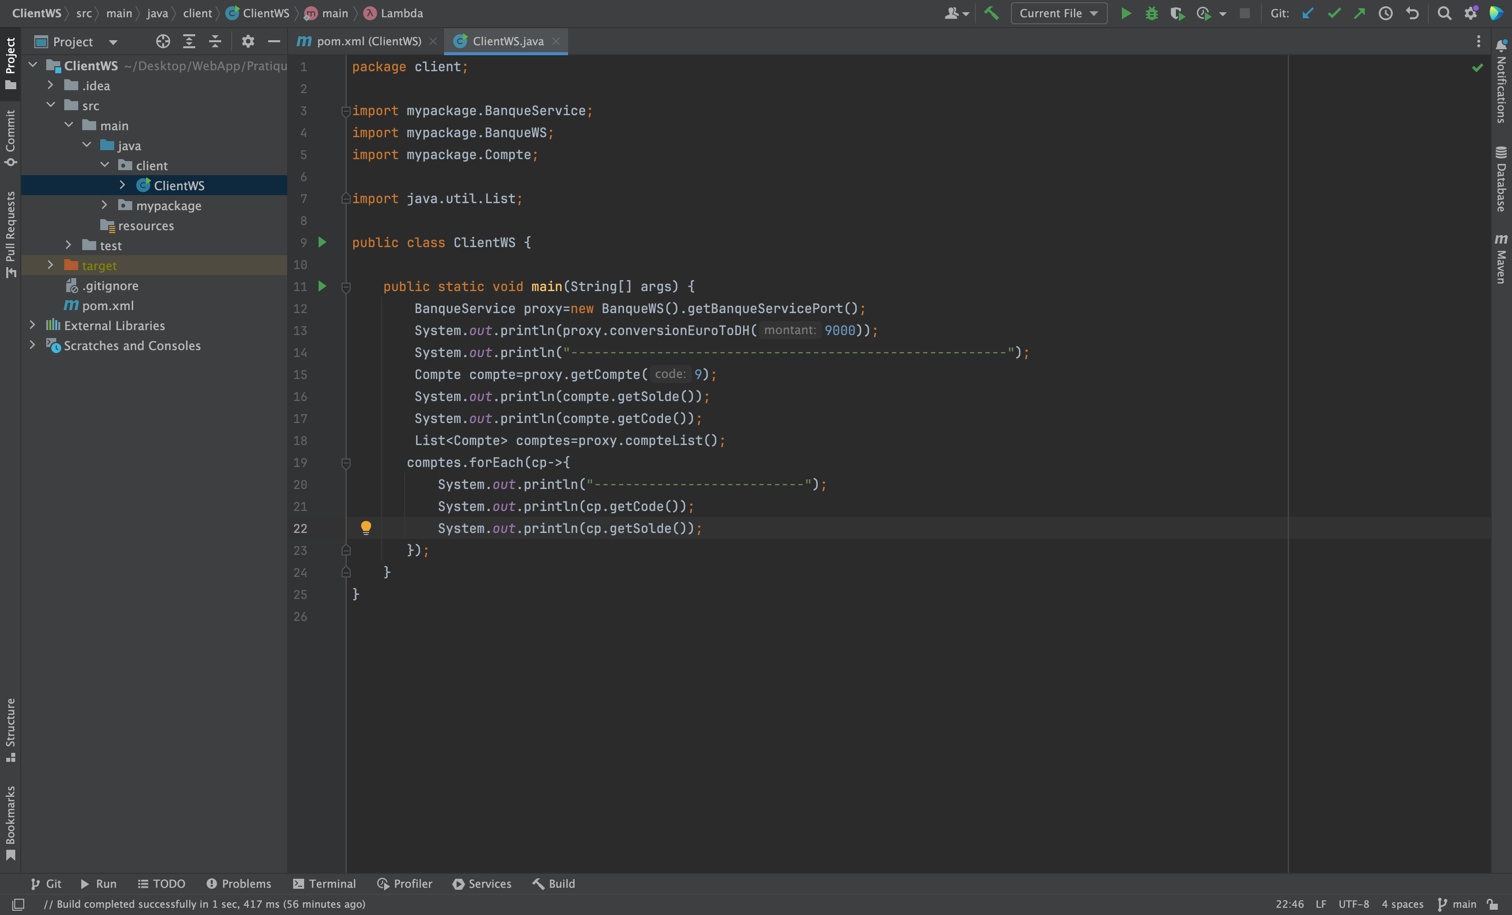 ClientWS src main java client ClientWS main Lambda Current File Git:
Project pom.xml (ClientWS) ClientWS.java
Project
Commit
Pull Requests
Structure
Bookmarks
ClientWS ~/Desktop/WebApp/Pratiqu
.idea
src
main
java
client
ClientWS
mypackage
resources
test
target
.gitignore
pom.xml
External Libraries
Scratches and Consoles
1 package client;
2
3 import mypackage.BanqueService;
4 import mypackage.BanqueWS;
5 import mypackage.Compte;
6
7 import java.util.List;
8
9 public class ClientWS {
10
11 public static void main(String[] args) {
12 BanqueService proxy=new BanqueWS().getBanqueServicePort();
13 System.out.println(proxy.conversionEuroToDH( montant: 9000));
14 System.out.println("--------------------------------------------------------");
15 Compte compte=proxy.getCompte( code: 9);
16 System.out.println(compte.getSolde());
17 System.out.println(compte.getCode());
18 List<Compte> comptes=proxy.compteList();
19 comptes.forEach(cp->{
20 System.out.println("---------------------------");
21 System.out.println(cp.getCode());
22 System.out.println(cp.getSolde());
23 });
24 }
25 }
26
Notifications
Database
Maven
Git Run TODO Problems Terminal Profiler Services Build
// Build completed successfully in 1 sec, 417 ms (56 minutes ago) 22:46 LF UTF-8 4 spaces main